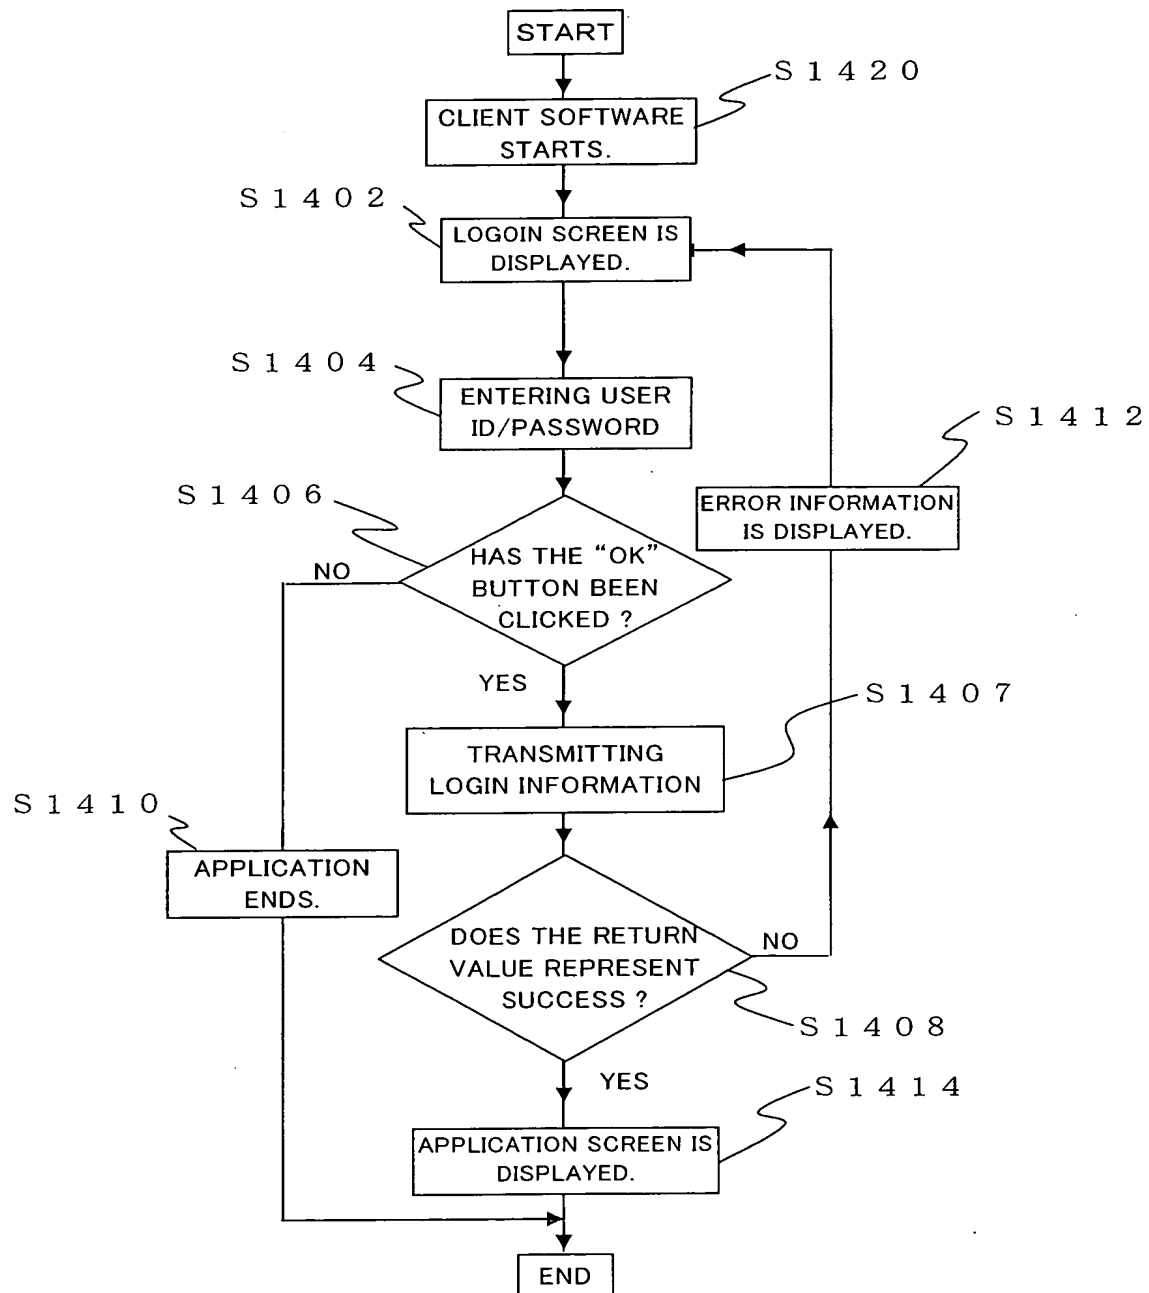 START
S1420
CLIENT SOFTWARE
STARTS.
S1402
LOGOIN SCREEN IS
DISPLAYED.
S1404
ENTERING USER
ID/PASSWORD
S1412
ERROR INFORMATION
IS DISPLAYED.
S1406
HAS THE “OK”
BUTTON BEEN
CLICKED ?
NO
YES
S1407
TRANSMITTING
LOGIN INFORMATION
S1410
APPLICATION
ENDS.
DOES THE RETURN
VALUE REPRESENT
SUCCESS ?
NO
S1408
YES
S1414
APPLICATION SCREEN IS
DISPLAYED.
END